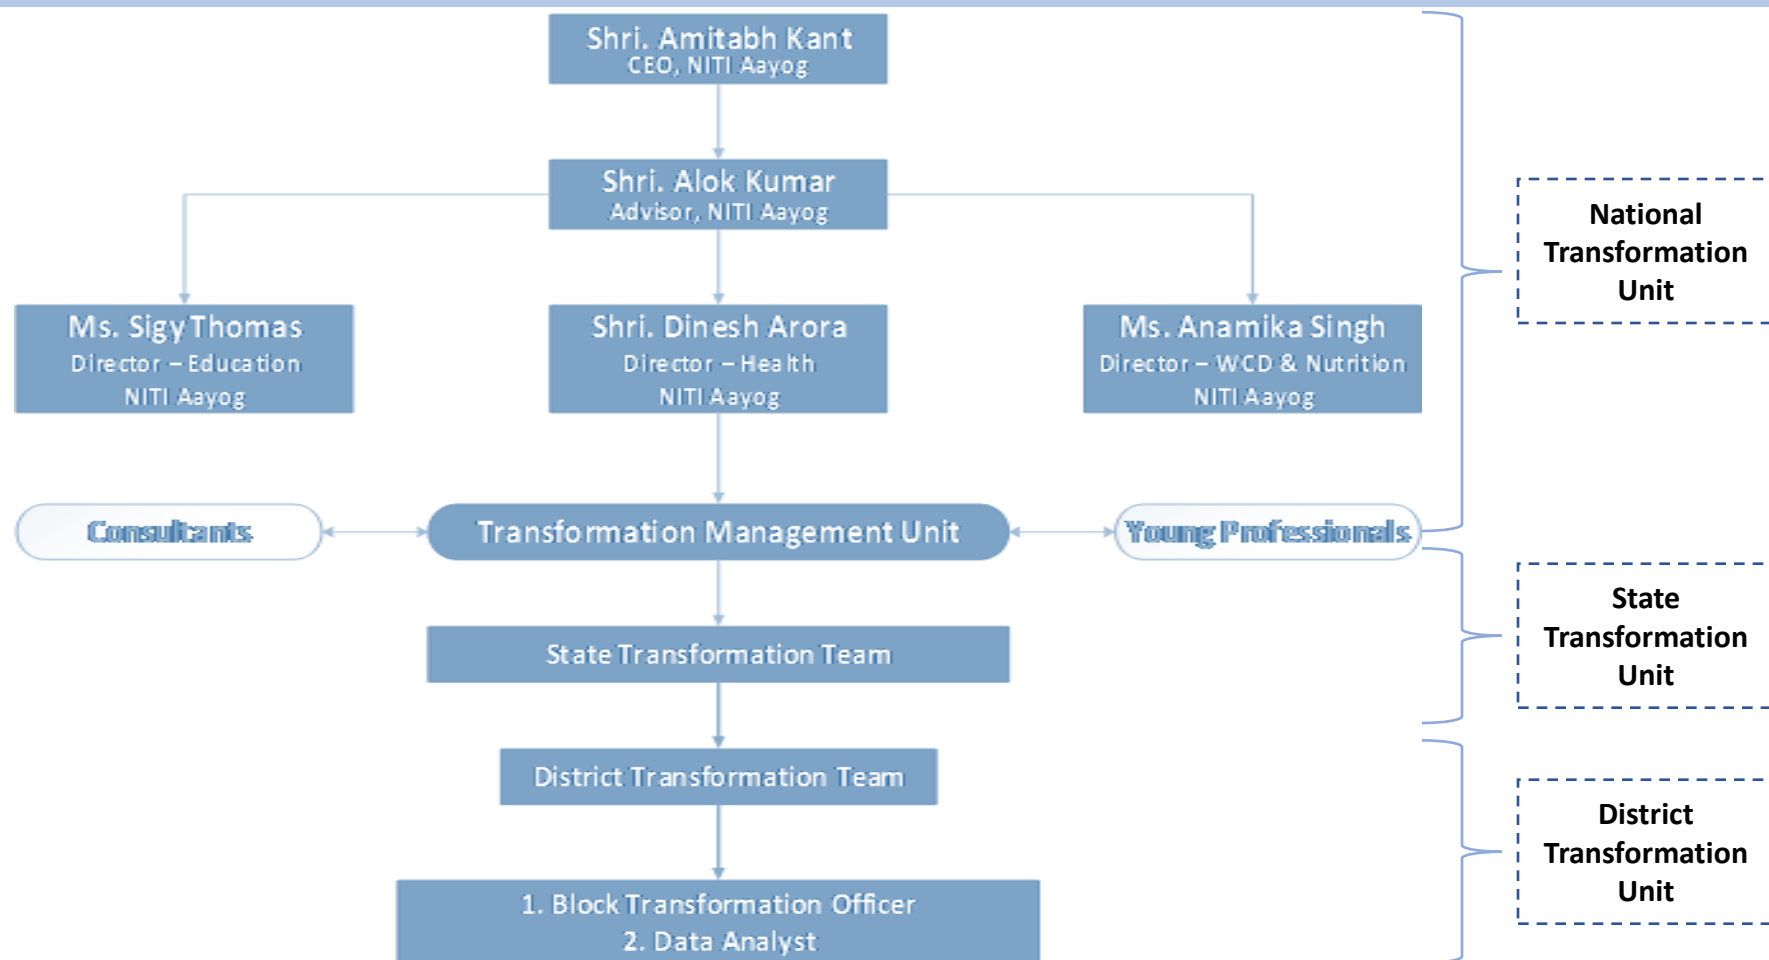 Shri. Amitabh Kant
CEO, NITI Aayog
Shri. Alok Kumar
Advisor, NITI Aayog
Ms. Sigy Thomas
Director – Education
NITI Aayog
Shri. Dinesh Arora
Director – Health
NITI Aayog
Ms. Anamika Singh
Director – WCD & Nutrition
NITI Aayog
Consultants
Transformation Management Unit
Young Professionals
State Transformation Team
District Transformation Team
1. Block Transformation Officer
2. Data Analyst
National
Transformation
Unit
State
Transformation
Unit
District
Transformation
Unit